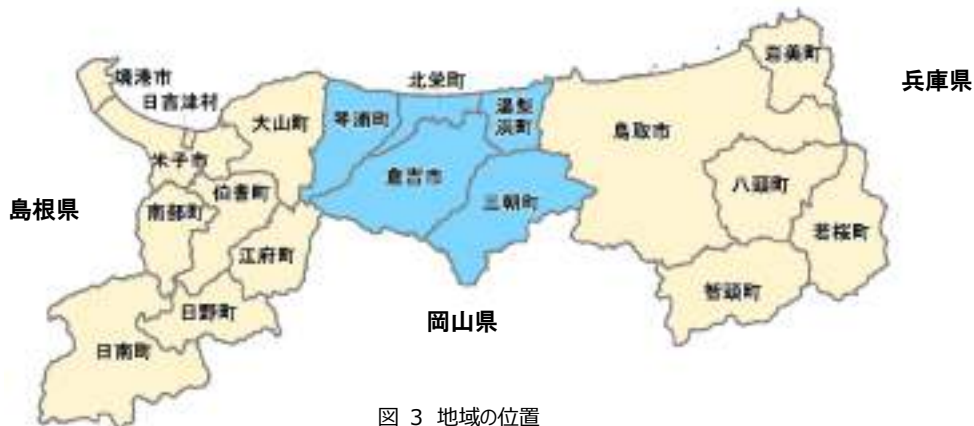 岩美町
兵庫県
境港市
北栄町
日吉津村
湯梨
浜町
大山町
琴浦町
鳥取市
米子市
倉吉市
八頭町
伯耆町
島根県
南部町
三朝町
若桜町
江府町
智頭町
日野町
岡山県
日南町
図 3 地域の位置